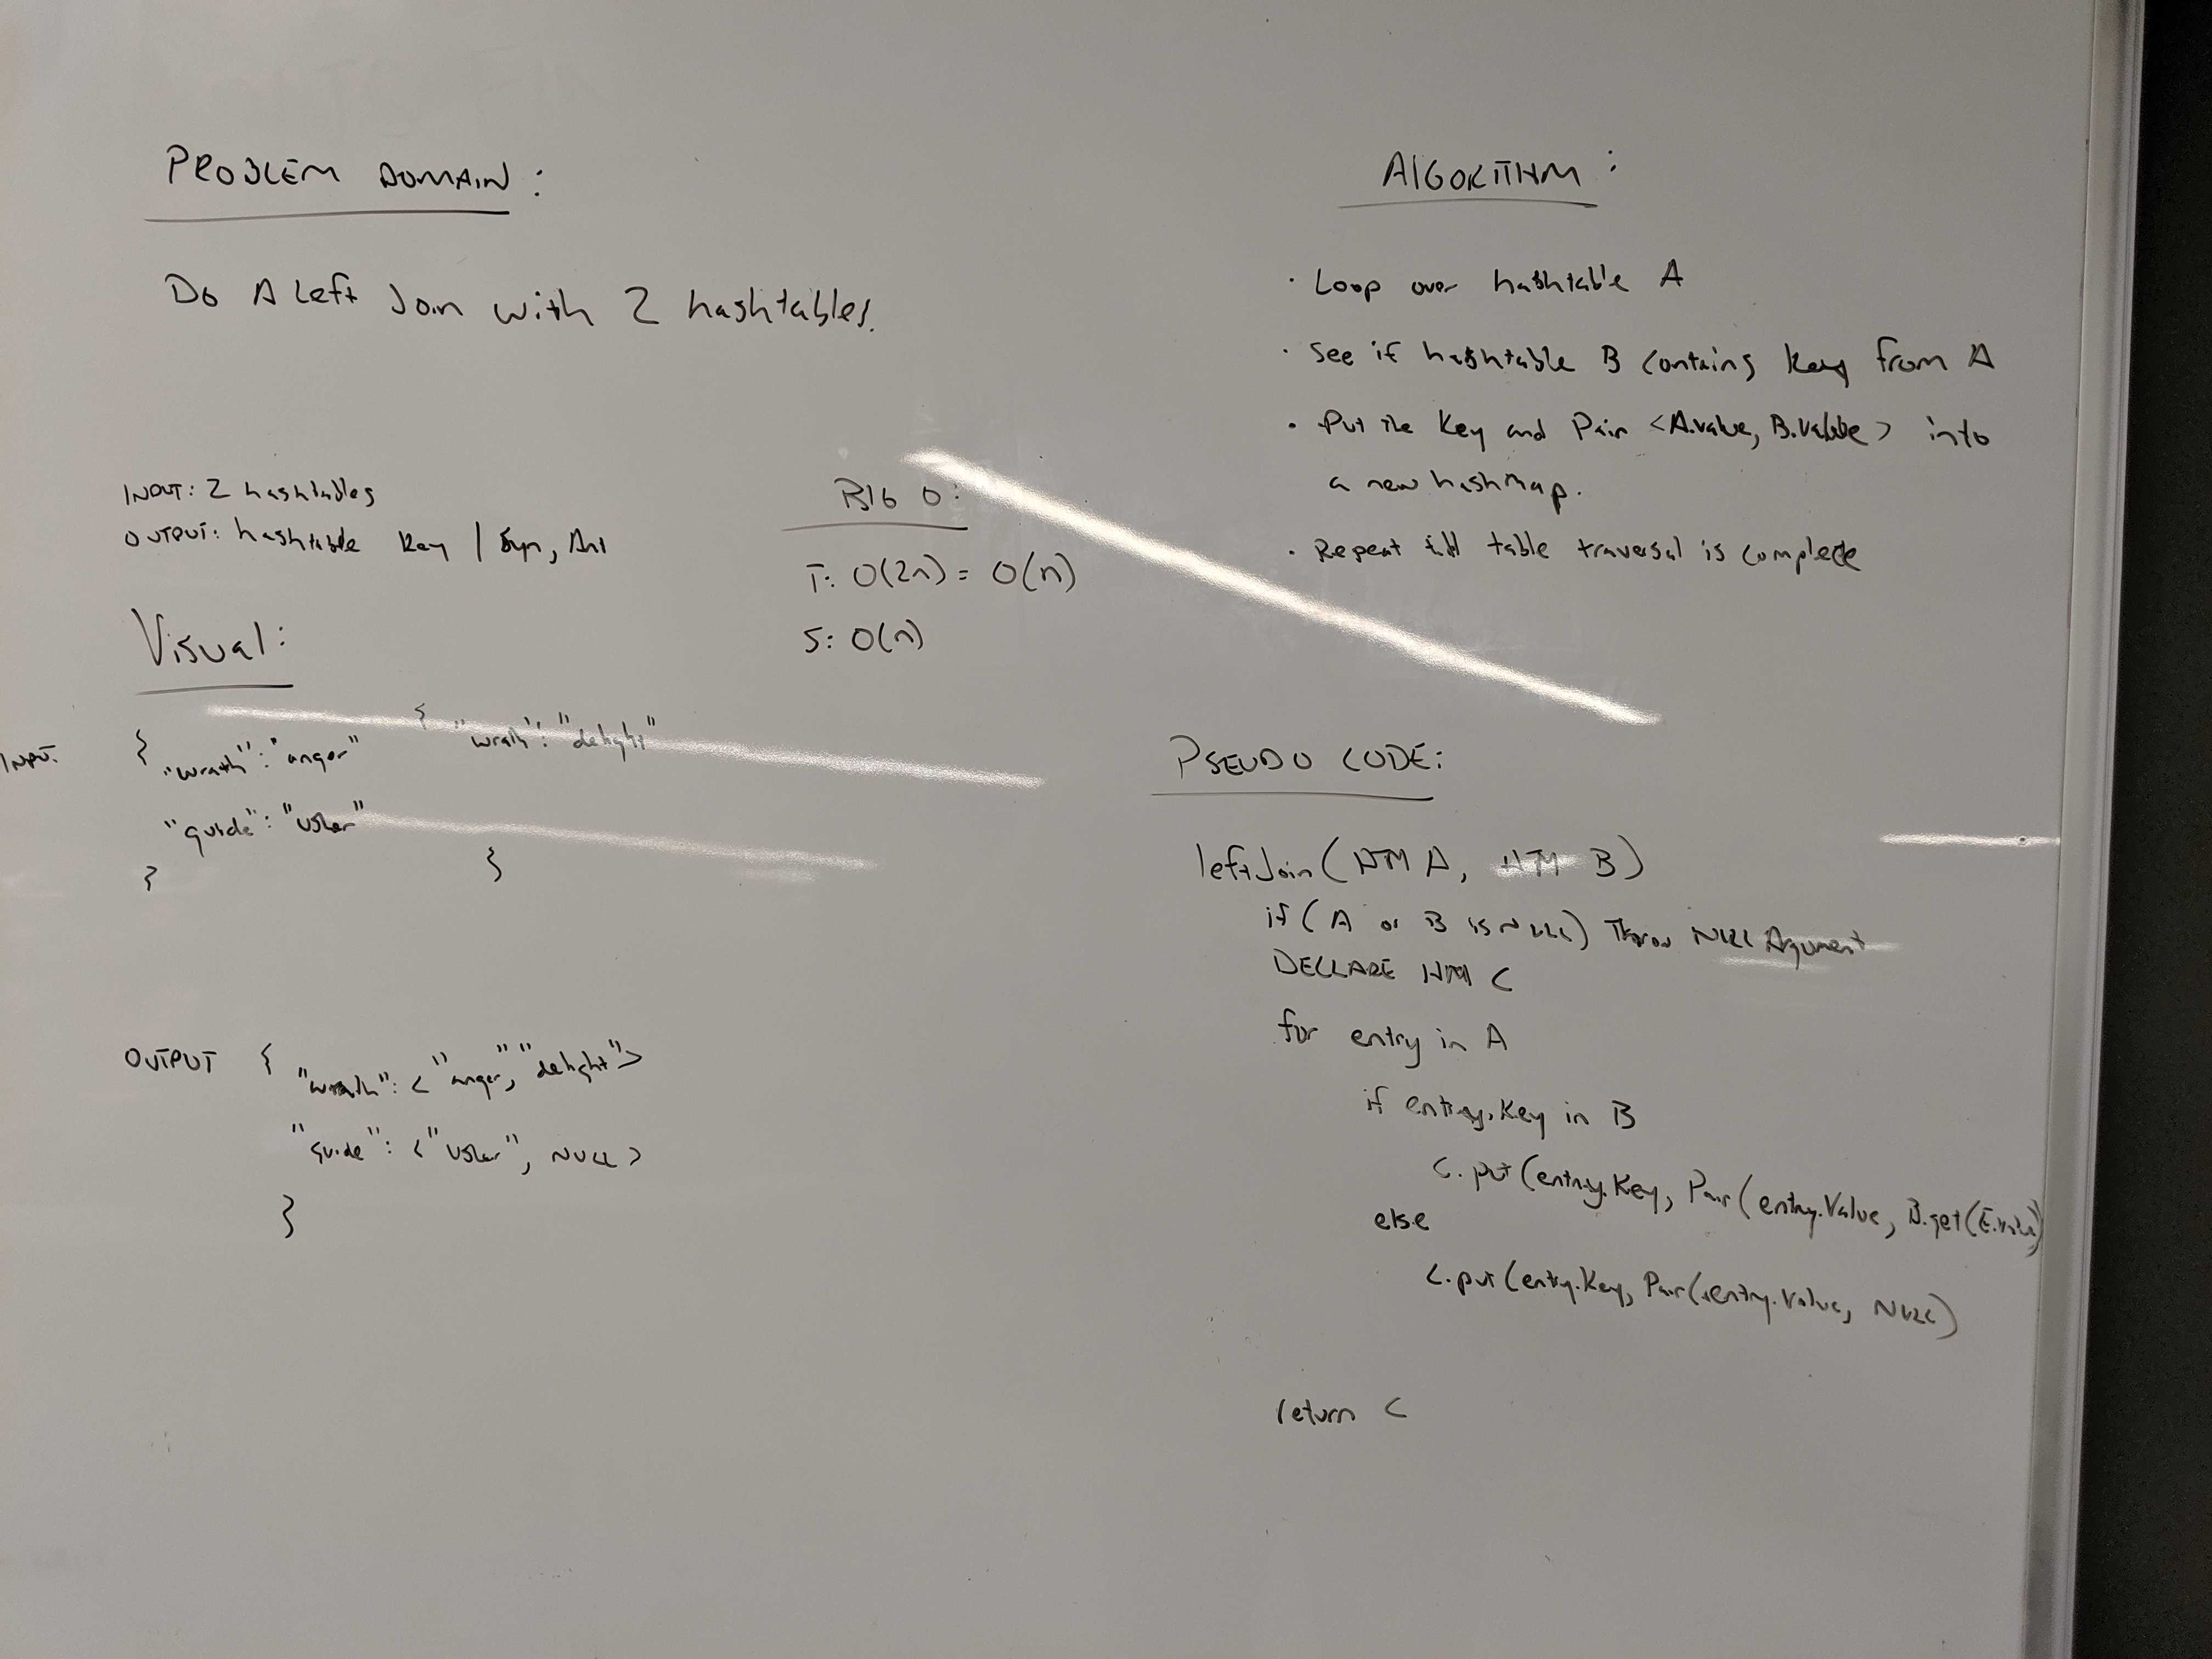 PROBLEM DOMAIN:
Do A Left Join with 2 hashtables.
INPUT: 2 hashtables
OUTPUT: hashtable Key | Syn, Ant
BIG O:
T: O(2n) = O(n)
S: O(n)
Visual:
INPUT:
{
"wrath": "anger"
"guide": "usher"
}
{
"wrath": "delight"
}
OUTPUT {
"wrath": <"anger", "delight">
"guide": <"usher", NULL>
}
ALGORITHM:
· Loop over hashtable A
· See if hashtable B contains key from A
· Put the Key and Pair <A.value, B.value> into
a new hashmap.
· Repeat till table traversal is complete
PSEUDO CODE:
leftJoin(HM A, HM B)
if (A or B is NULL) Throw NULL Argument
DECLARE HM C
for entry in A
if entry.Key in B
C.put(entry.Key, Pair(entry.Value, B.get(E.value))
else
C.put(entry.Key, Pair(entry.Value, NULL)
return C